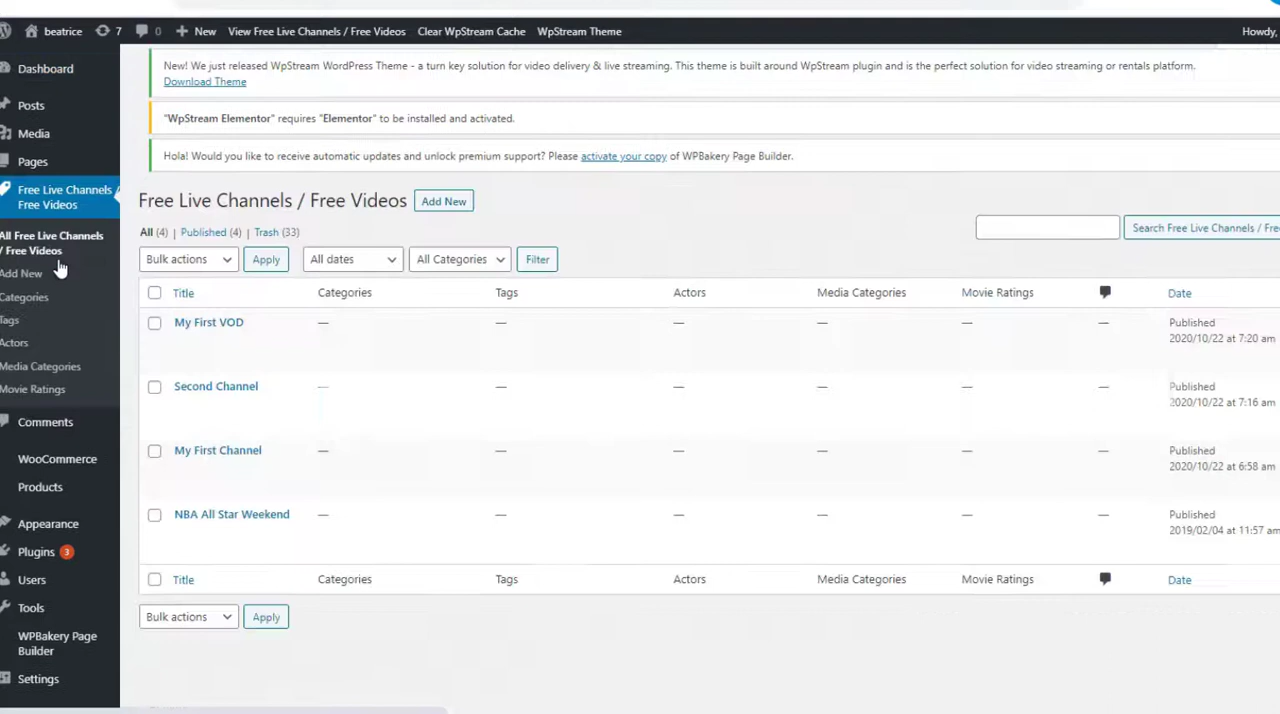 beatrice 7 0 New View Free Live Channels / Free Videos Clear WpStream Cache WpStream Theme Howdy,
Dashboard
Posts
Media
Pages
Free Live Channels /
Free Videos
All Free Live Channels
/ Free Videos
Add New
Categories
Tags
Actors
Media Categories
Movie Ratings
Comments
WooCommerce
Products
Appearance
Plugins 3
Users
Tools
WPBakery Page
Builder
Settings
New! We just released WpStream WordPress Theme - a turn key solution for video delivery & live streaming. This theme is built around WpStream plugin and is the perfect solution for video streaming or rentals platform.
Download Theme
"WpStream Elementor" requires "Elementor" to be installed and activated.
Hola! Would you like to receive automatic updates and unlock premium support? Please activate your copy of WPBakery Page Builder.
Free Live Channels / Free Videos Add New
All (4) | Published (4) | Trash (33)
Search Free Live Channels / Fre
Bulk actions Apply All dates All Categories Filter
Title Categories Tags Actors Media Categories Movie Ratings Date
My First VOD — — — — — — Published
2020/10/22 at 7:20 am
Second Channel — — — — — — Published
2020/10/22 at 7:16 am
My First Channel — — — — — — Published
2020/10/22 at 6:58 am
NBA All Star Weekend — — — — — — Published
2019/02/04 at 11:57 am
Title Categories Tags Actors Media Categories Movie Ratings Date
Bulk actions Apply